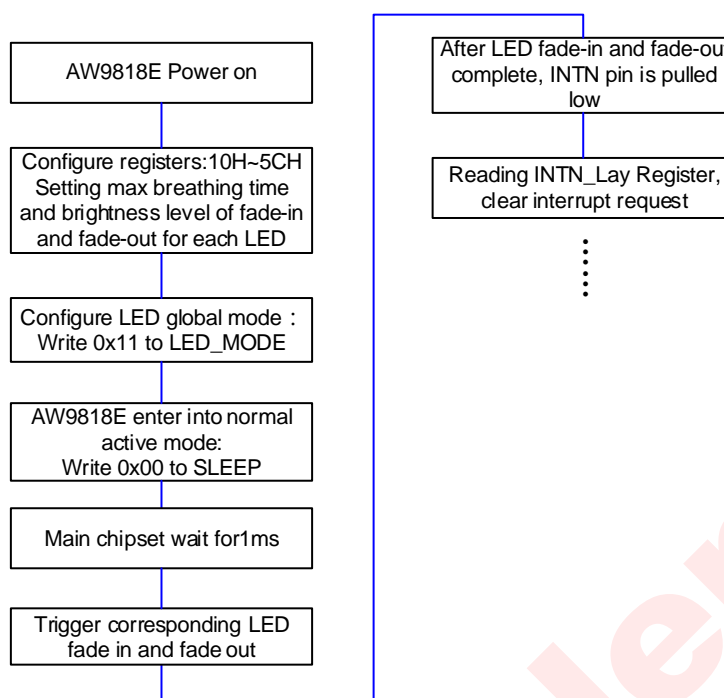 AW9818E Power on
Configure registers:10H~5CH
Setting max breathing time
and brightness level of fade-in
and fade-out for each LED
Configure LED global mode：
Write 0x11 to LED_MODE
AW9818E enter into normal
active mode:
Write 0x00 to SLEEP
Main chipset wait for1ms
Trigger corresponding LED
fade in and fade out
After LED fade-in and fade-out
complete, INTN pin is pulled
low
Reading INTN_Lay Register,
clear interrupt request